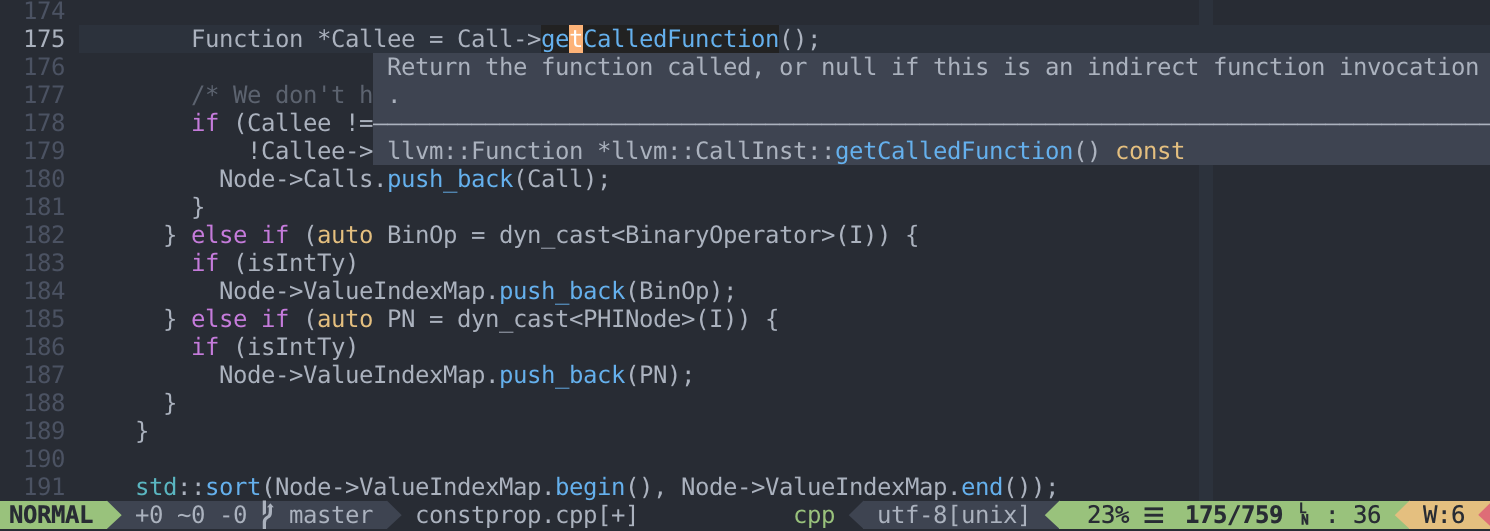 174
175         Function *Callee = Call->getCalledFunction();
176                       Return the function called, or null if this is an indirect function invocation
177         /* We don't h .
178         if (Callee !=
179             !Callee-> llvm::Function *llvm::CallInst::getCalledFunction() const
180           Node->Calls.push_back(Call);
181         }
182       } else if (auto BinOp = dyn_cast<BinaryOperator>(I)) {
183         if (isIntTy)
184           Node->ValueIndexMap.push_back(BinOp);
185       } else if (auto PN = dyn_cast<PHINode>(I)) {
186         if (isIntTy)
187           Node->ValueIndexMap.push_back(PN);
188       }
189     }
190
191     std::sort(Node->ValueIndexMap.begin(), Node->ValueIndexMap.end());
NORMAL +0 ~0 -0 master constprop.cpp[+] cpp utf-8[unix] 23% ☰ 175/759 ㏑ : 36 W:6